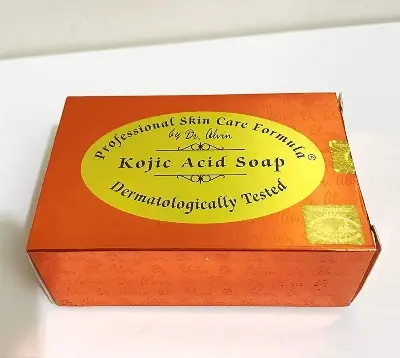 Professional Skin Care Formula®
by Dr. Alvin
Kojic Acid Soap
Dermatologically Tested